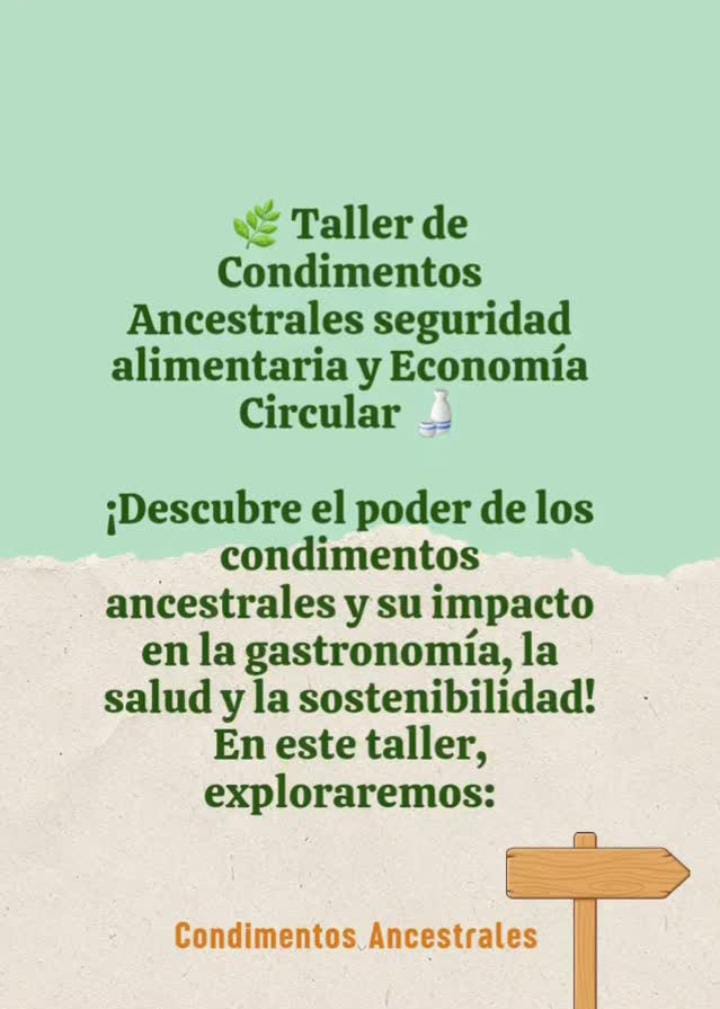 🌿 Taller de
Condimentos
Ancestrales seguridad
alimentaria y Economía
Circular 🍶
¡Descubre el poder de los
condimentos
ancestrales y su impacto
en la gastronomía, la
salud y la sostenibilidad!
En este taller,
exploraremos:
Condimentos Ancestrales